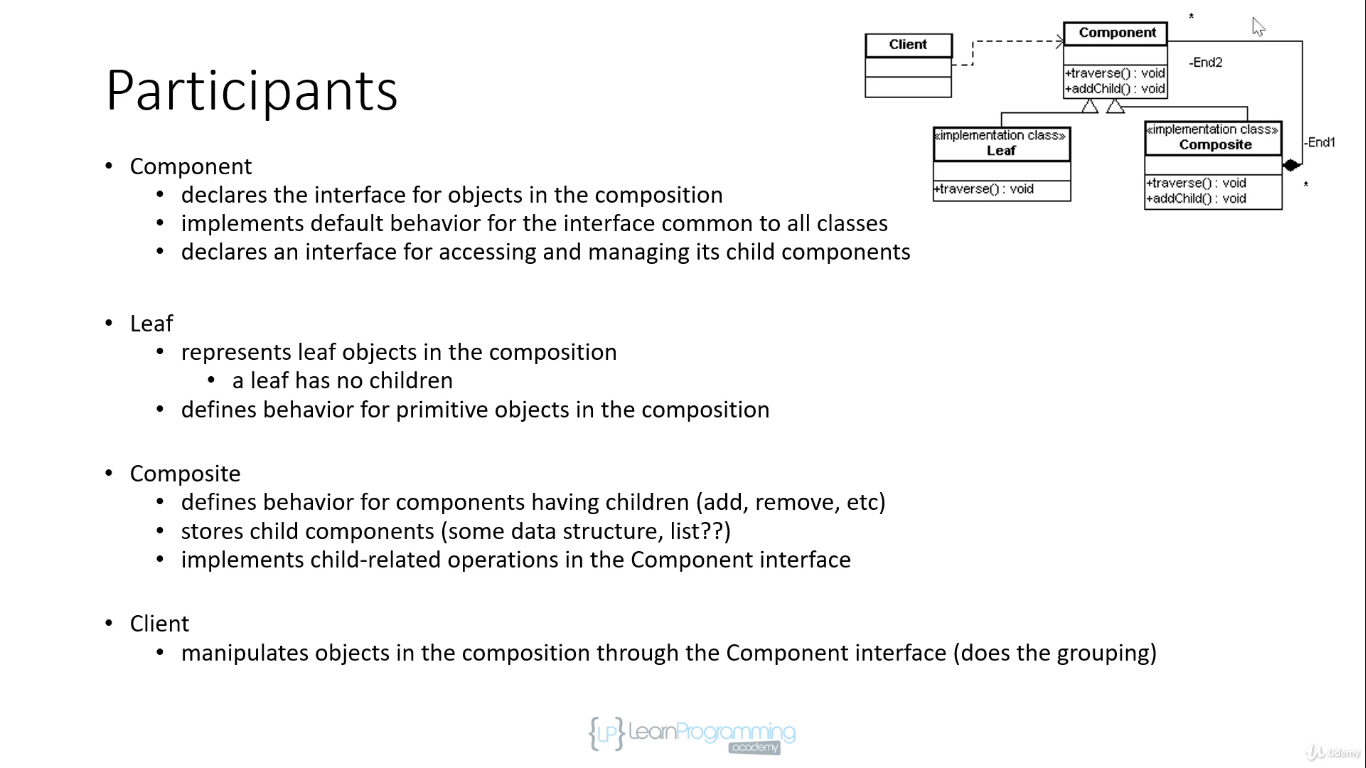 Participants
• Component
• declares the interface for objects in the composition
• implements default behavior for the interface common to all classes
• declares an interface for accessing and managing its child components
• Leaf
• represents leaf objects in the composition
• a leaf has no children
• defines behavior for primitive objects in the composition
• Composite
• defines behavior for components having children (add, remove, etc)
• stores child components (some data structure, list??)
• implements child-related operations in the Component interface
• Client
• manipulates objects in the composition through the Component interface (does the grouping)
Client
Component
+traverse() : void
+addChild() : void
*
-End2
«implementation class»
Leaf
+traverse() : void
«implementation class»
Composite
+traverse() : void
+addChild() : void
-End1
*
{LP} LearnProgramming
.academy
Udemy